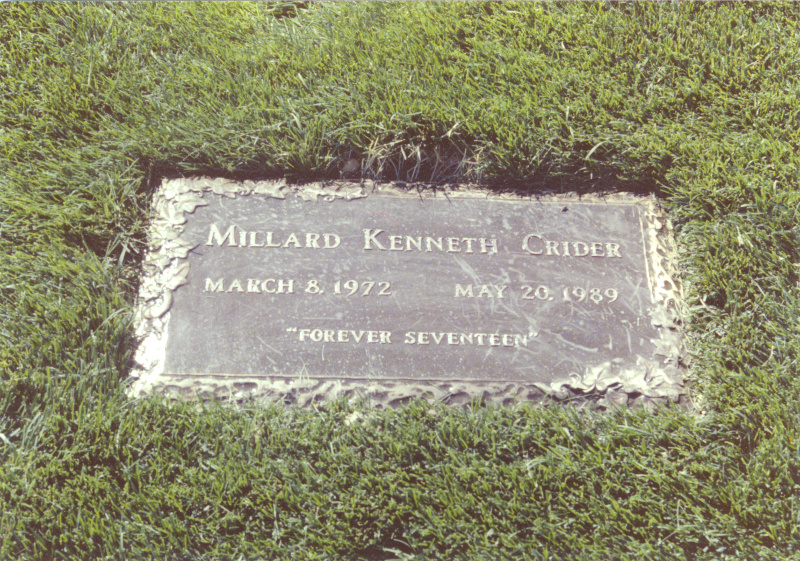 MILLARD KENNETH CRIDER
MARCH 8, 1972 MAY 20, 1989
"FOREVER SEVENTEEN"